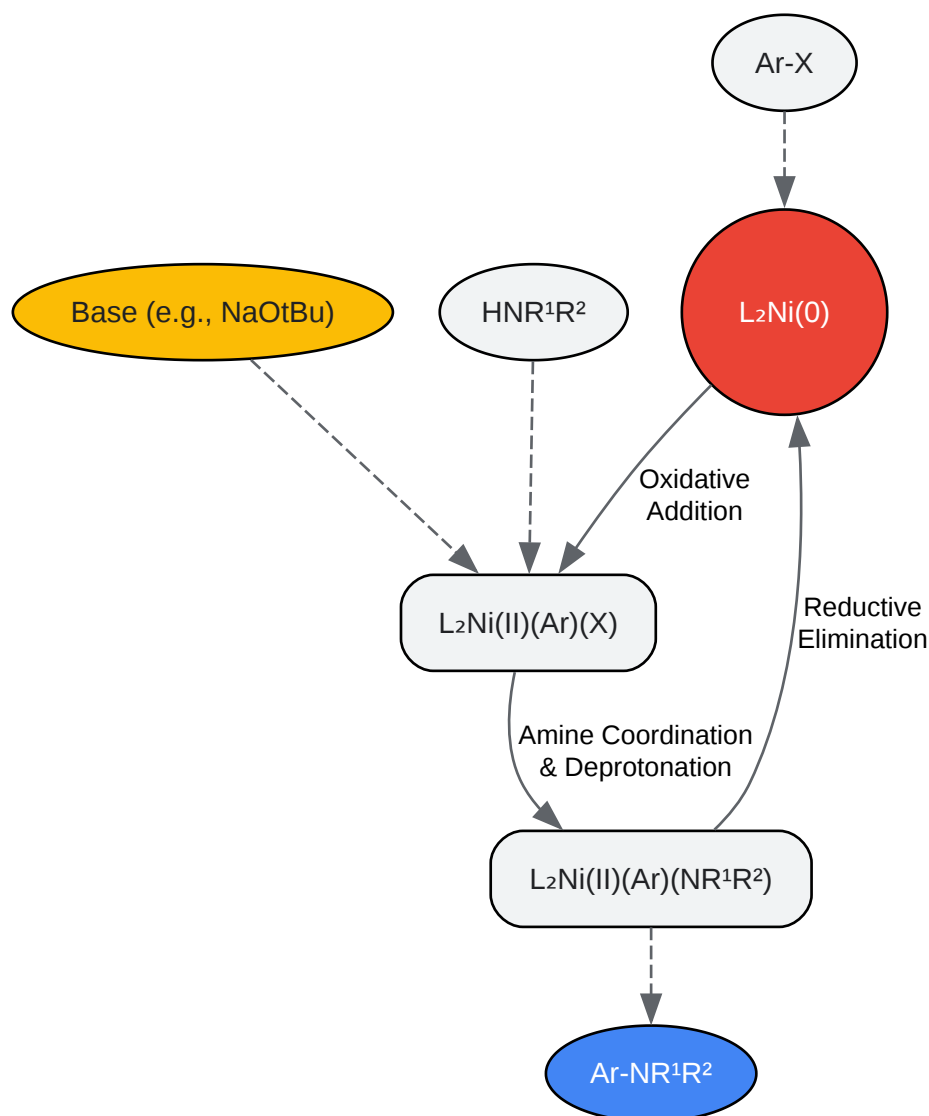 Ar-X
Base (e.g., NaOtBu)
HNR¹R²
L₂Ni(0)
Oxidative
Addition
L₂Ni(II)(Ar)(X)
Reductive
Elimination
Amine Coordination
& Deprotonation
L₂Ni(II)(Ar)(NR¹R²)
Ar-NR¹R²